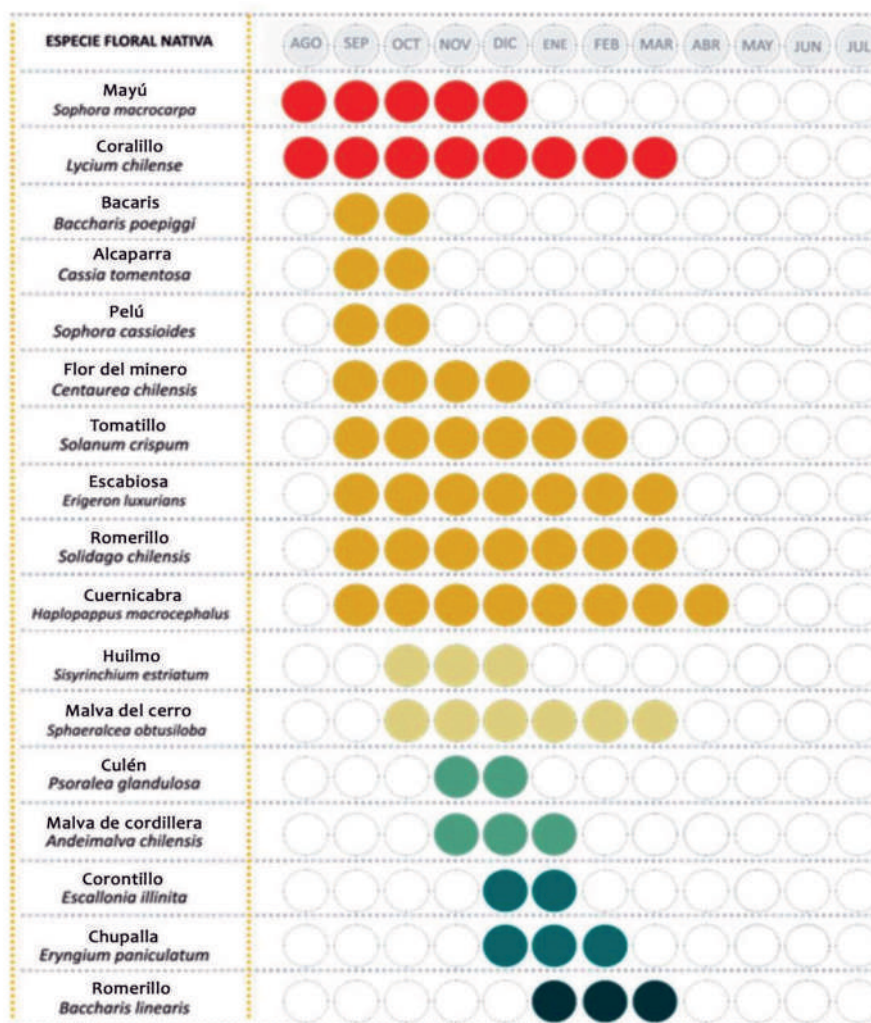 ESPECIE FLORAL NATIVA AGO SEP OCT NOV DIC ENE FEB MAR ABR MAY JUN JUL
Mayú
Sophora macrocarpa
Coralillo
Lycium chilense
Bacaris
Baccharis poepiggi
Alcaparra
Cassia tomentosa
Pelú
Sophora cassioides
Flor del minero
Centaurea chilensis
Tomatillo
Solanum crispum
Escabiosa
Erigeron luxurians
Romerillo
Solidago chilensis
Cuernicabra
Haplopappus macrocephalus
Huilmo
Sisyrinchium estriatum
Malva del cerro
Sphaeralcea obtusiloba
Culén
Psoralea glandulosa
Malva de cordillera
Andeimalva chilensis
Corontillo
Escallonia illinita
Chupalla
Eryngium paniculatum
Romerillo
Baccharis linearis